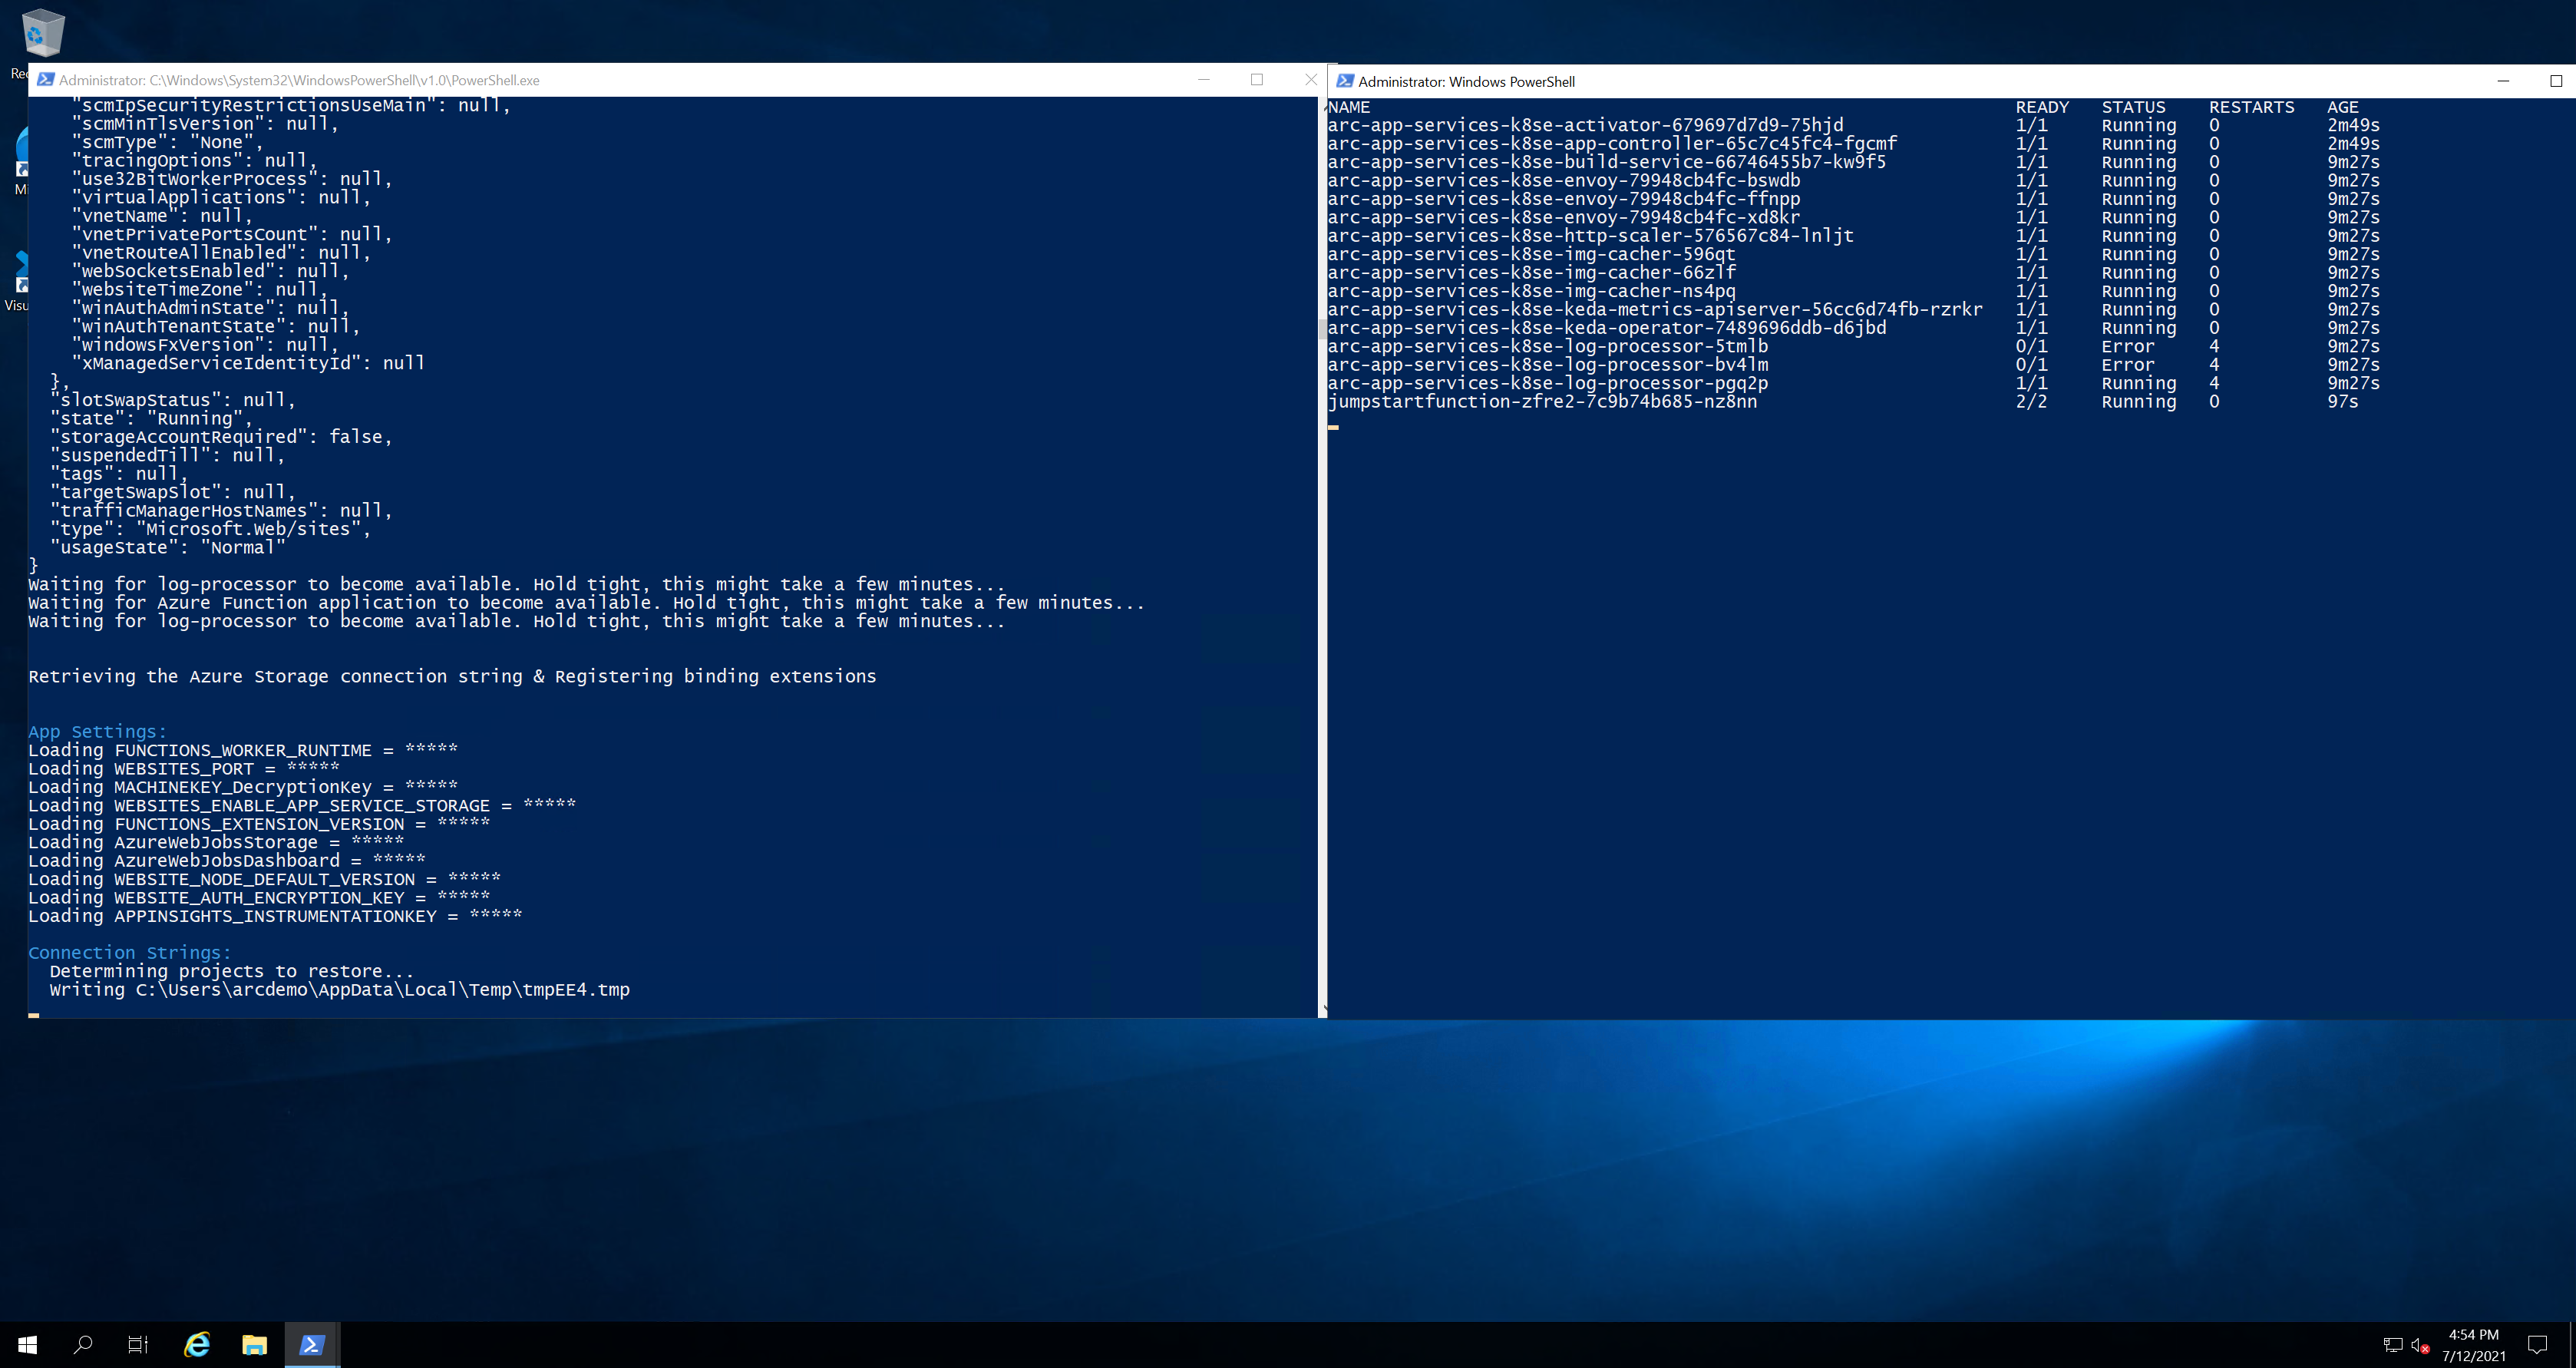 Administrator: C:\Windows\System32\WindowsPowerShell\v1.0\PowerShell.exe
"scmIpSecurityRestrictionsUseMain": null,
"scmMinTlsVersion": null,
"scmType": "None",
"tracingOptions": null,
"use32BitWorkerProcess": null,
"virtualApplications": null,
"vnetName": null,
"vnetPrivatePortsCount": null,
"vnetRouteAllEnabled": null,
"webSocketsEnabled": null,
"websiteTimeZone": null,
"winAuthAdminState": null,
"winAuthTenantState": null,
"windowsFxVersion": null,
"xManagedServiceIdentityId": null
},
"slotSwapStatus": null,
"state": "Running",
"storageAccountRequired": false,
"suspendedTill": null,
"tags": null,
"targetSwapSlot": null,
"trafficManagerHostNames": null,
"type": "Microsoft.Web/sites",
"usageState": "Normal"
}
Waiting for log-processor to become available. Hold tight, this might take a few minutes...
Waiting for Azure Function application to become available. Hold tight, this might take a few minutes...
Waiting for log-processor to become available. Hold tight, this might take a few minutes...
Retrieving the Azure Storage connection string & Registering binding extensions
App Settings:
Loading FUNCTIONS_WORKER_RUNTIME = *****
Loading WEBSITES_PORT = *****
Loading MACHINEKEY_DecryptionKey = *****
Loading WEBSITES_ENABLE_APP_SERVICE_STORAGE = *****
Loading FUNCTIONS_EXTENSION_VERSION = *****
Loading AzureWebJobsStorage = *****
Loading AzureWebJobsDashboard = *****
Loading WEBSITE_NODE_DEFAULT_VERSION = *****
Loading WEBSITE_AUTH_ENCRYPTION_KEY = *****
Loading APPINSIGHTS_INSTRUMENTATIONKEY = *****
Connection Strings:
Determining projects to restore...
Writing C:\Users\arcdemo\AppData\Local\Temp\tmpEE4.tmp
Administrator: Windows PowerShell
NAME READY STATUS RESTARTS AGE
arc-app-services-k8se-activator-679697d7d9-75hjd 1/1 Running 0 2m49s
arc-app-services-k8se-app-controller-65c7c45fc4-fgcmf 1/1 Running 0 2m49s
arc-app-services-k8se-build-service-66746455b7-kw9f5 1/1 Running 0 9m27s
arc-app-services-k8se-envoy-79948cb4fc-bswdb 1/1 Running 0 9m27s
arc-app-services-k8se-envoy-79948cb4fc-ffnpp 1/1 Running 0 9m27s
arc-app-services-k8se-envoy-79948cb4fc-xd8kr 1/1 Running 0 9m27s
arc-app-services-k8se-http-scaler-576567c84-lnljt 1/1 Running 0 9m27s
arc-app-services-k8se-img-cacher-596qt 1/1 Running 0 9m27s
arc-app-services-k8se-img-cacher-66zlf 1/1 Running 0 9m27s
arc-app-services-k8se-img-cacher-ns4pq 1/1 Running 0 9m27s
arc-app-services-k8se-keda-metrics-apiserver-56cc6d74fb-rzrkr 1/1 Running 0 9m27s
arc-app-services-k8se-keda-operator-7489696ddb-d6jbd 1/1 Running 0 9m27s
arc-app-services-k8se-log-processor-5tmlb 0/1 Error 4 9m27s
arc-app-services-k8se-log-processor-bv4lm 0/1 Error 4 9m27s
arc-app-services-k8se-log-processor-pgq2p 1/1 Running 4 9m27s
jumpstartfunction-zfre2-7c9b74b685-nz8nn 2/2 Running 0 97s
Rec
Mi
Visu
4:54 PM
7/12/2021